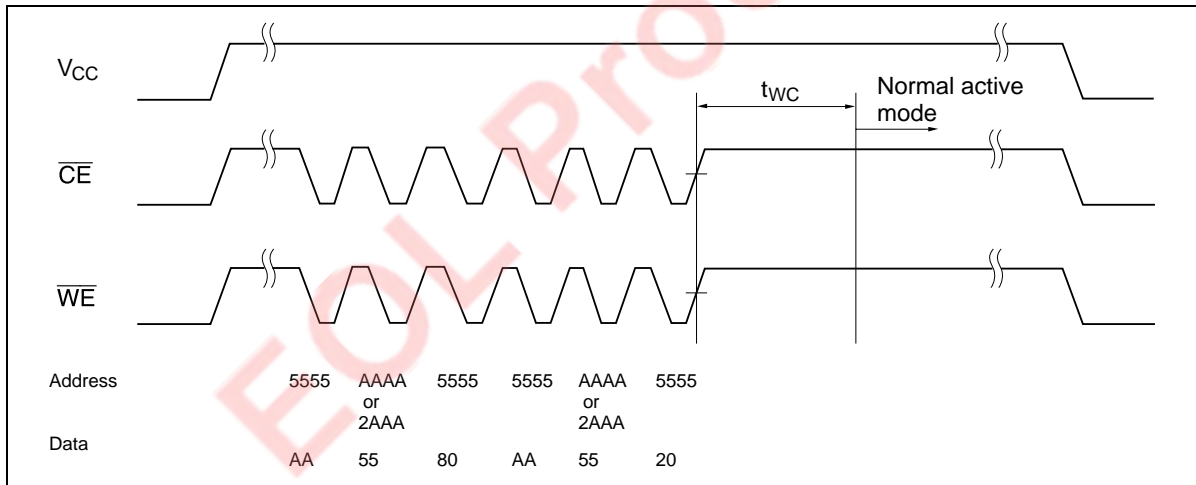 VCC
tWC
Normal active
mode
CE
WE
Address
5555 AAAA 5555 5555 AAAA 5555
or or
2AAA 2AAA
Data
AA 55 80 AA 55 20
EOL